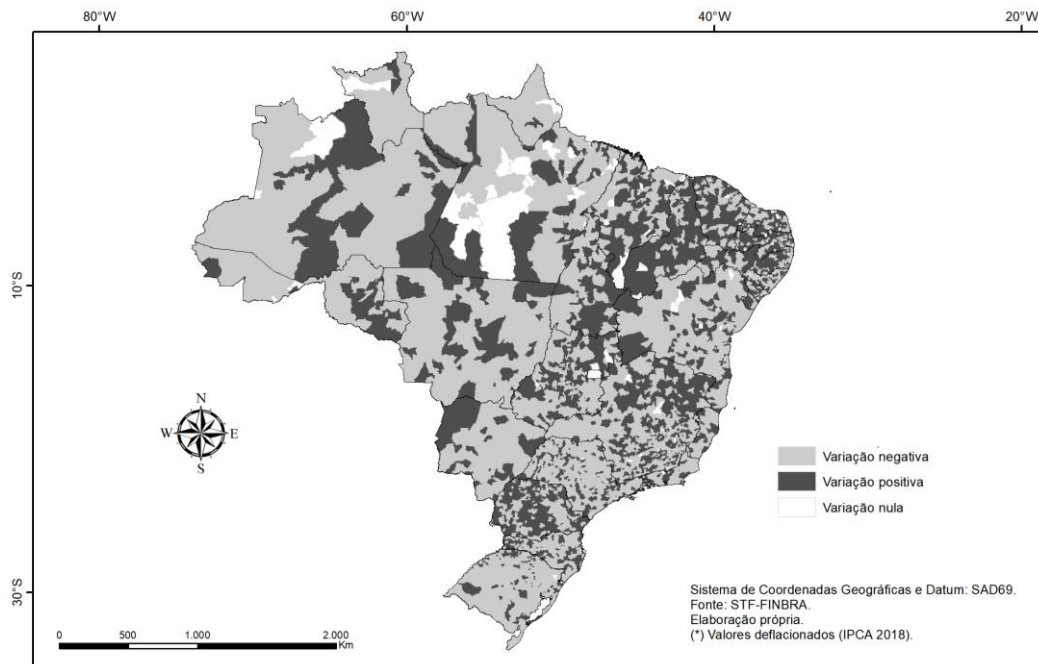 80°W 60°W 40°W 20°W
10°S
N
W E
S
Variação negativa
Variação positiva
Variação nula
30°S
Sistema de Coordenadas Geográficas e Datum: SAD69.
Fonte: STF-FINBRA.
Elaboração própria.
(*) Valores deflacionados (IPCA 2018).
0 500 1.000 2.000
Km